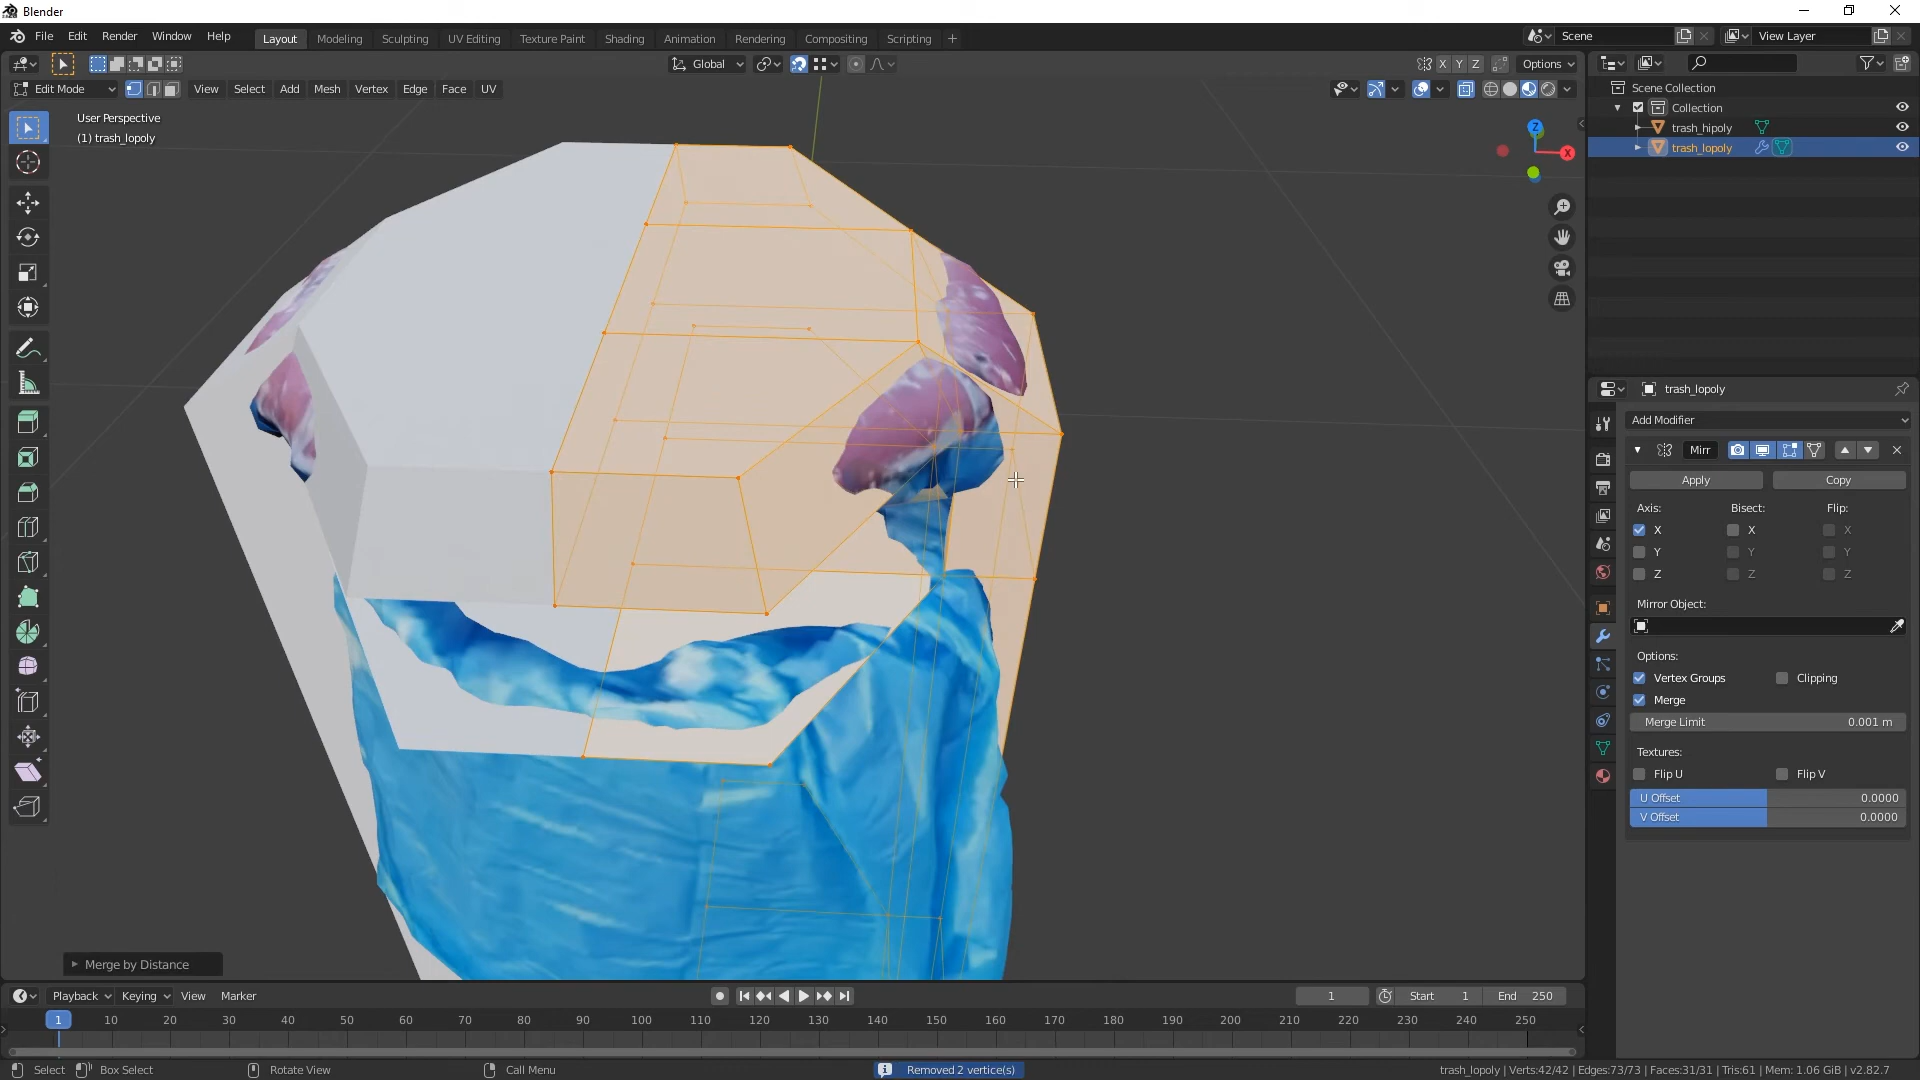 Blender
File Edit Render Window Help Layout Modeling Sculpting UV Editing Texture Paint Shading Animation Rendering Compositing Scripting + Scene View Layer
Global X Y Z Options
Edit Mode View Select Add Mesh Vertex Edge Face UV
User Perspective
(1) trash_lopoly
Z
X
Scene Collection
Collection
trash_hipoly
trash_lopoly
trash_lopoly
Add Modifier
Mirr
Apply Copy
Axis: Bisect: Flip:
X X X
Y Y Y
Z Z Z
Mirror Object:
Options:
Vertex Groups Clipping
Merge
Merge Limit 0.001 m
Textures:
Flip U Flip V
U Offset 0.0000
V Offset 0.0000
Merge by Distance
Playback Keying View Marker 1 Start 1 End 250
1 10 20 30 40 50 60 70 80 90 100 110 120 130 140 150 160 170 180 190 200 210 220 230 240 250
Select Box Select Rotate View Call Menu Removed 2 vertice(s) trash_lopoly | Verts:42/42 | Edges:73/73 | Faces:31/31 | Tris:61 | Mem: 1.06 GiB | v2.82.7